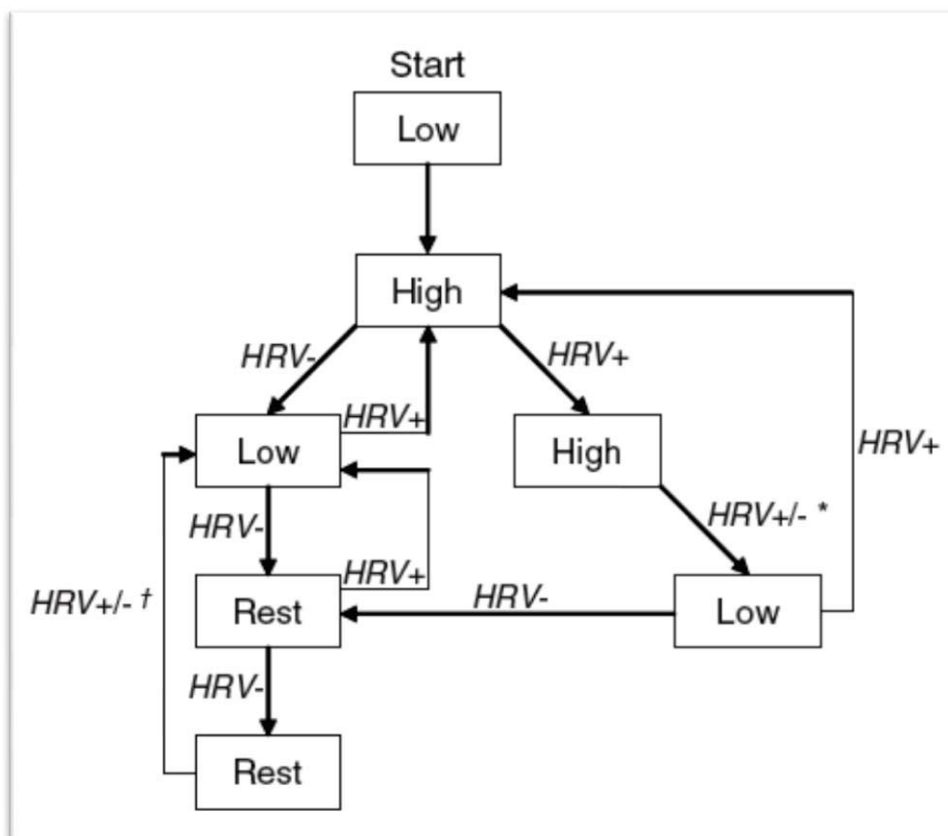 Start
Low
High
HRV-
HRV+
HRV+
Low
High
HRV+
HRV-
HRV+/- *
HRV+
HRV+/- †
Rest
HRV-
Low
HRV-
Rest